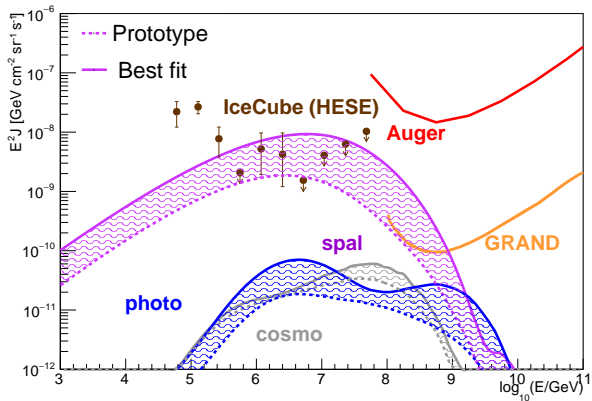 E²J [GeV cm⁻² sr⁻¹ s⁻¹]
10⁻⁶
10⁻⁷
10⁻⁸
10⁻⁹
10⁻¹⁰
10⁻¹¹
10⁻¹²
Prototype
Best fit
IceCube (HESE)
Auger
spal
GRAND
photo
cosmo
3 4 5 6 7 8 9 10 11
log₁₀(E/GeV)